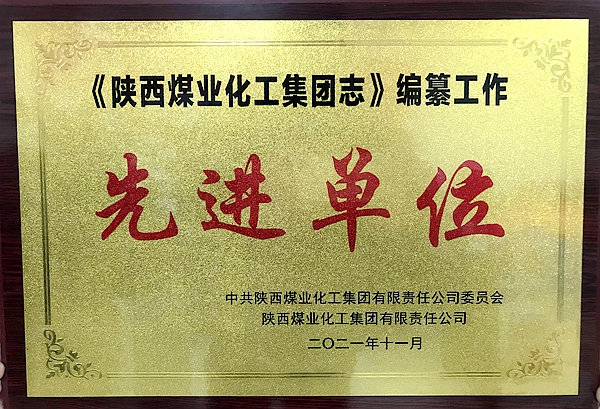 《陕西煤业化工集团志》编纂工作
先进单位
中共陕西煤业化工集团有限责任公司委员会
陕西煤业化工集团有限责任公司
二〇二一年十一月